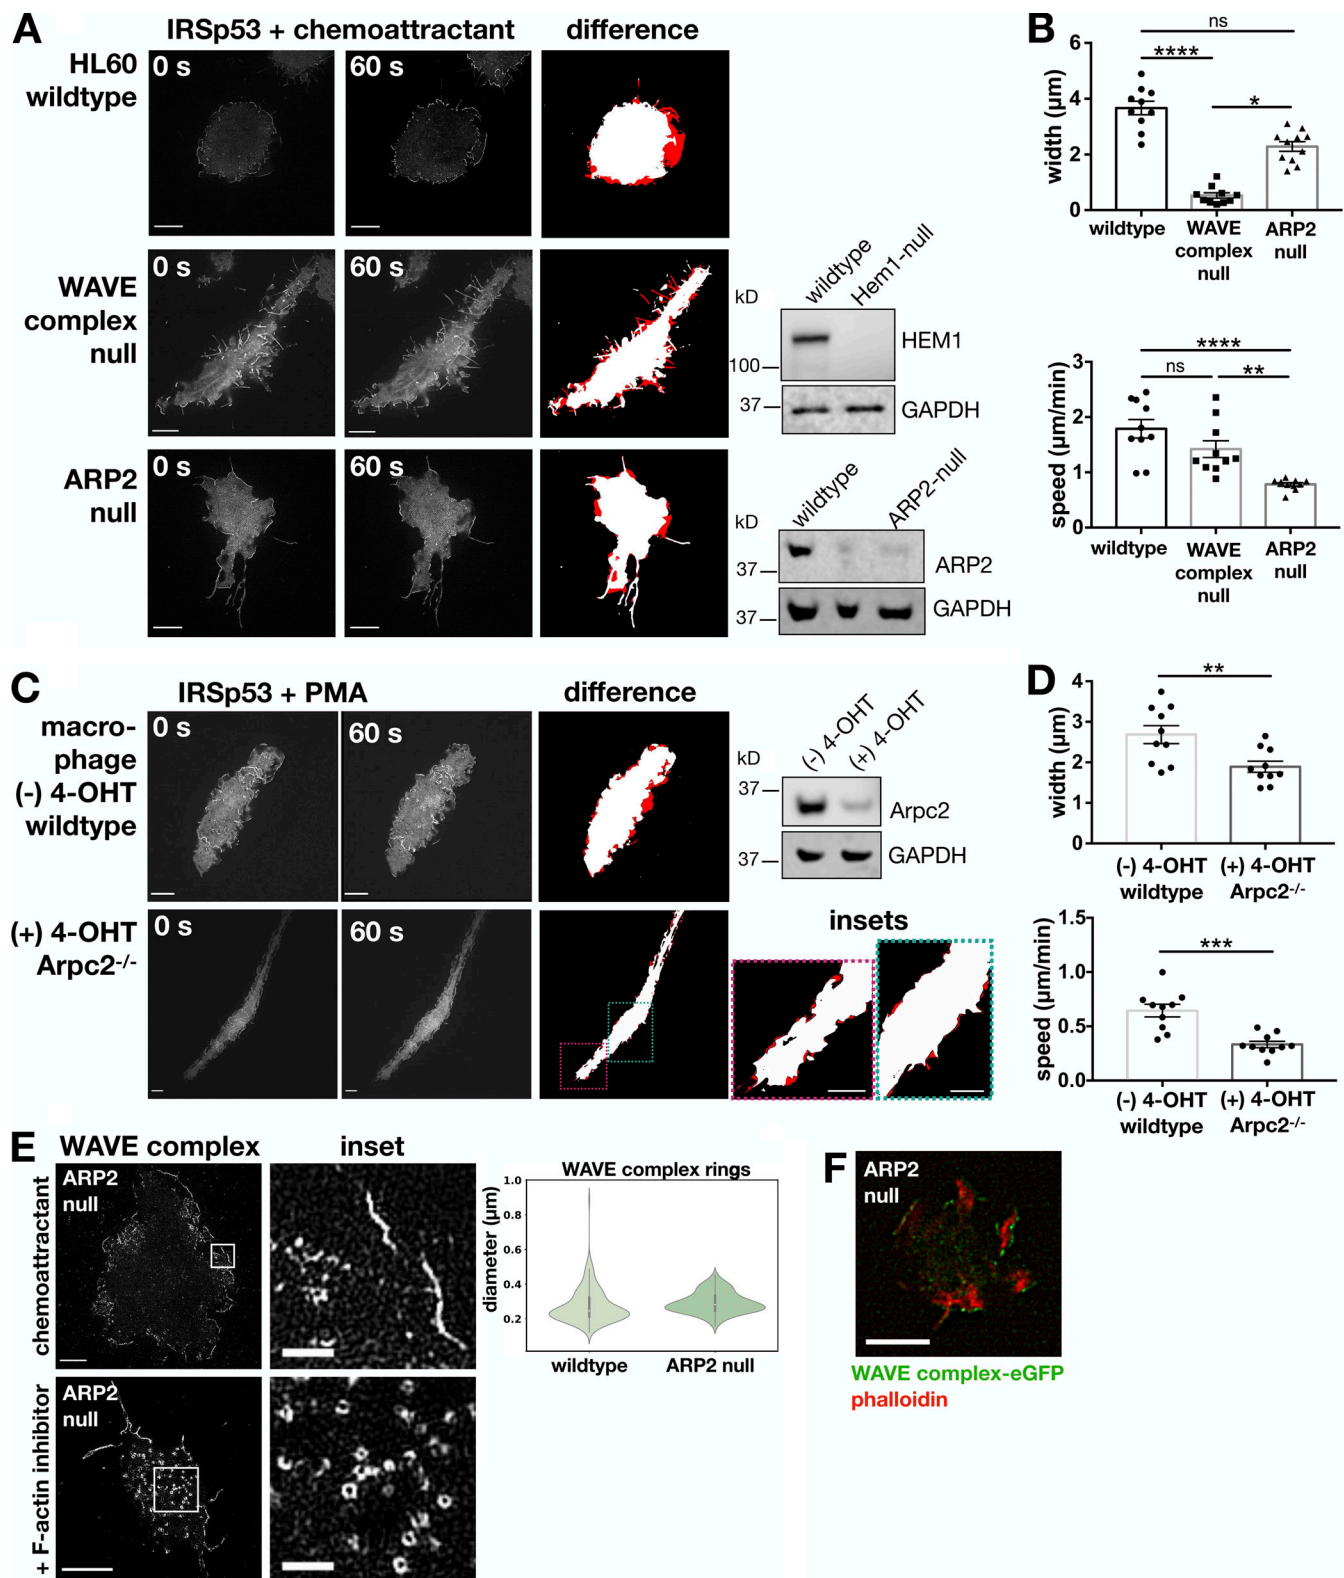 A
IRSp53 + chemoattractant
difference
HL60
wildtype
0 s
60 s
WAVE
complex
null
0 s
60 s
wildtype
Hem1-null
kD
HEM1
100
37
GAPDH
ARP2
null
0 s
60 s
wildtype
ARP2-null
kD
37
ARP2
37
GAPDH
B
ns
****
*
width (µm)
6
4
2
0
wildtype
WAVE
complex
null
ARP2
null
****
ns
**
speed (µm/min)
3
2
1
0
wildtype
WAVE
complex
null
ARP2
null
C
IRSp53 + PMA
difference
macro-
phage
(-) 4-OHT
wildtype
0 s
60 s
(-) 4-OHT
(+) 4-OHT
kD
37
Arpc2
37
GAPDH
(+) 4-OHT
Arpc2-/-
0 s
60 s
insets
D
**
width (µm)
4
3
2
1
0
(-) 4-OHT
wildtype
(+) 4-OHT
Arpc2-/-
***
speed (µm/min)
1.5
1.0
0.5
0.0
(-) 4-OHT
wildtype
(+) 4-OHT
Arpc2-/-
E
WAVE complex
inset
chemoattractant
ARP2
null
+ F-actin inhibitor
ARP2
null
WAVE complex rings
diameter (µm)
1.0
0.8
0.6
0.4
0.2
wildtype
ARP2 null
F
ARP2
null
WAVE complex-eGFP
phalloidin